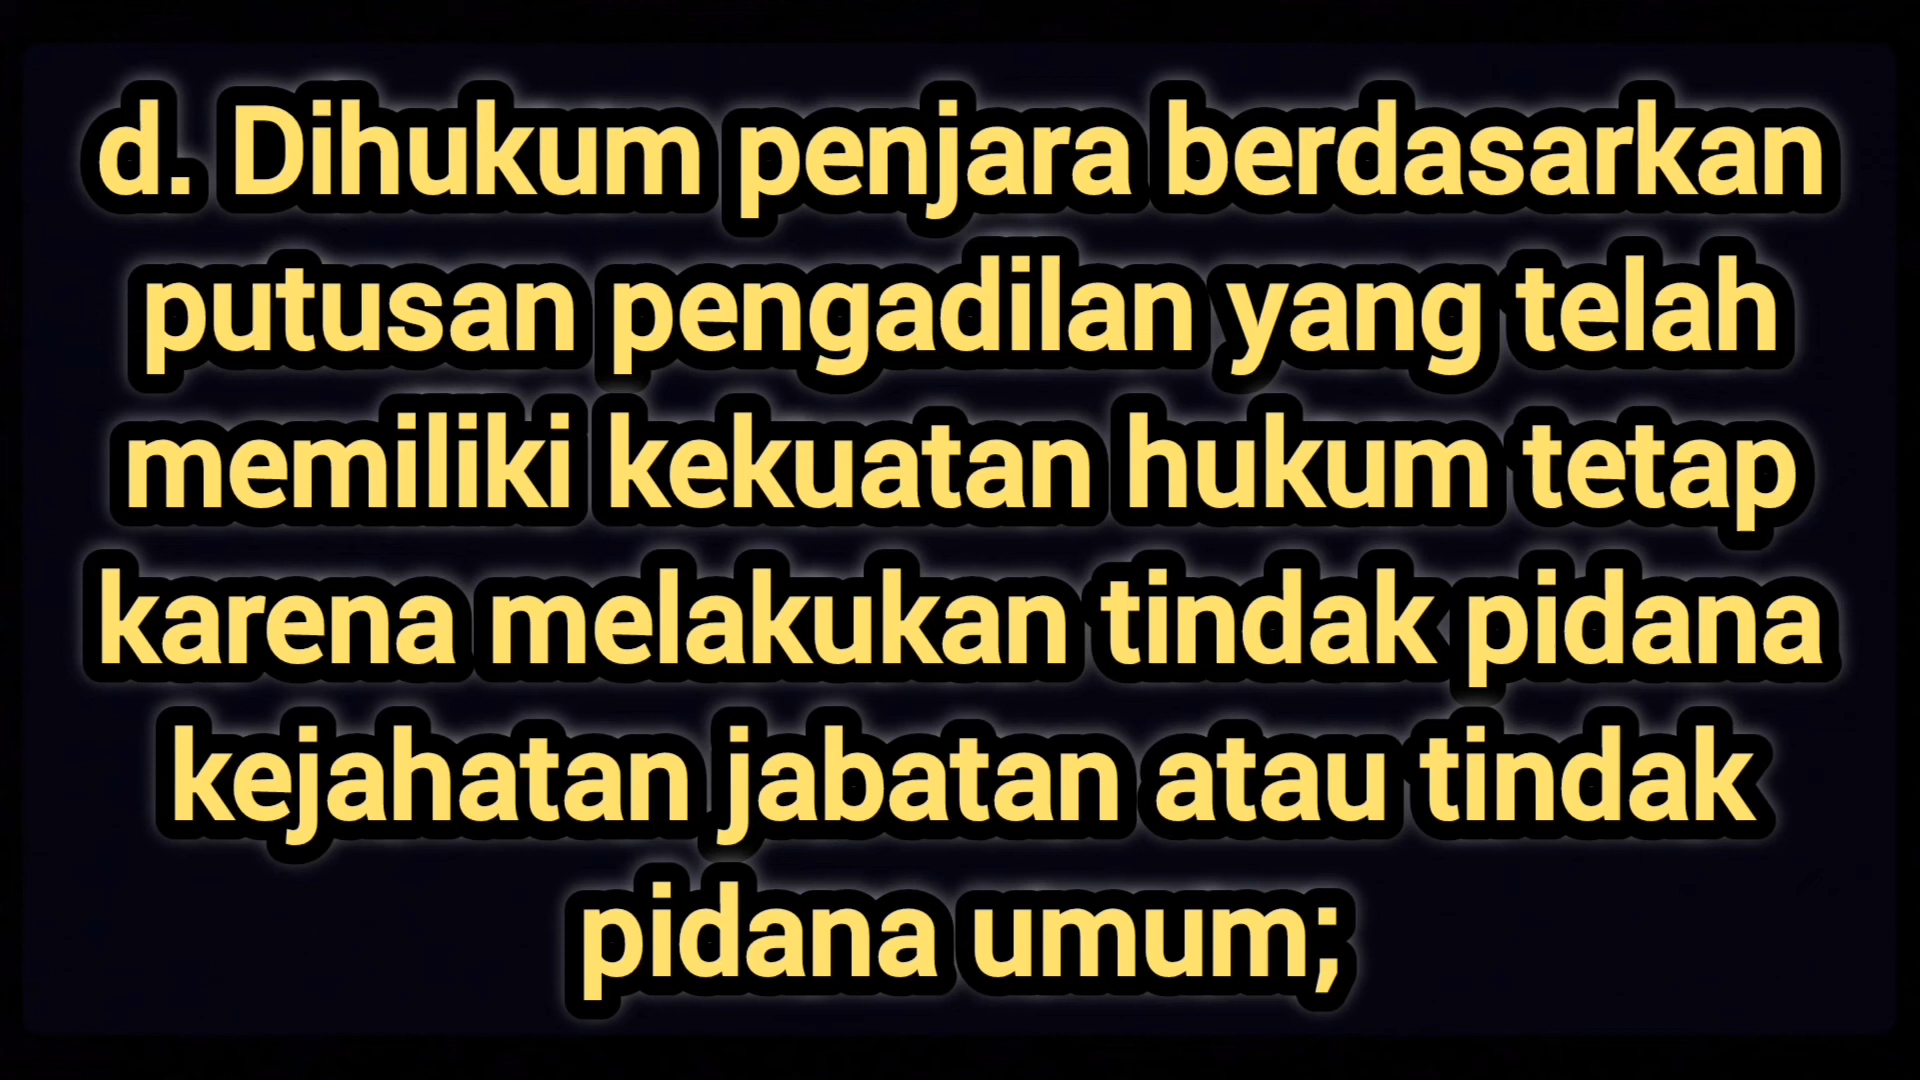 d. Dihukum penjara berdasarkan
putusan pengadilan yang telah
memiliki kekuatan hukum tetap
karena melakukan tindak pidana
kejahatan jabatan atau tindak
pidana umum;